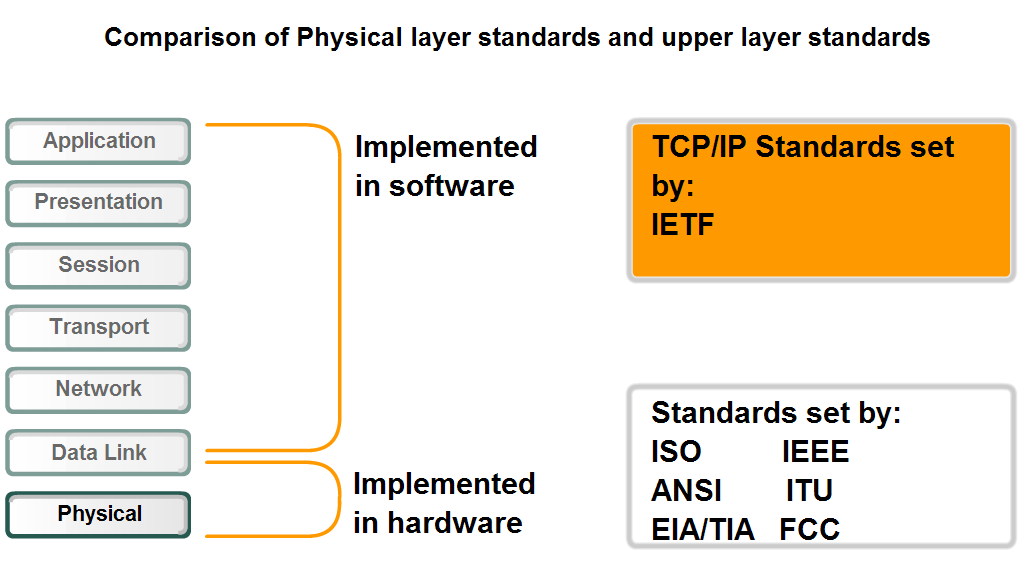 Comparison of Physical layer standards and upper layer standards
Application
Presentation
Session
Transport
Network
Data Link
Physical
Implemented
in software
Implemented
in hardware
TCP/IP Standards set
by:
IETF
Standards set by:
ISO IEEE
ANSI ITU
EIA/TIA FCC